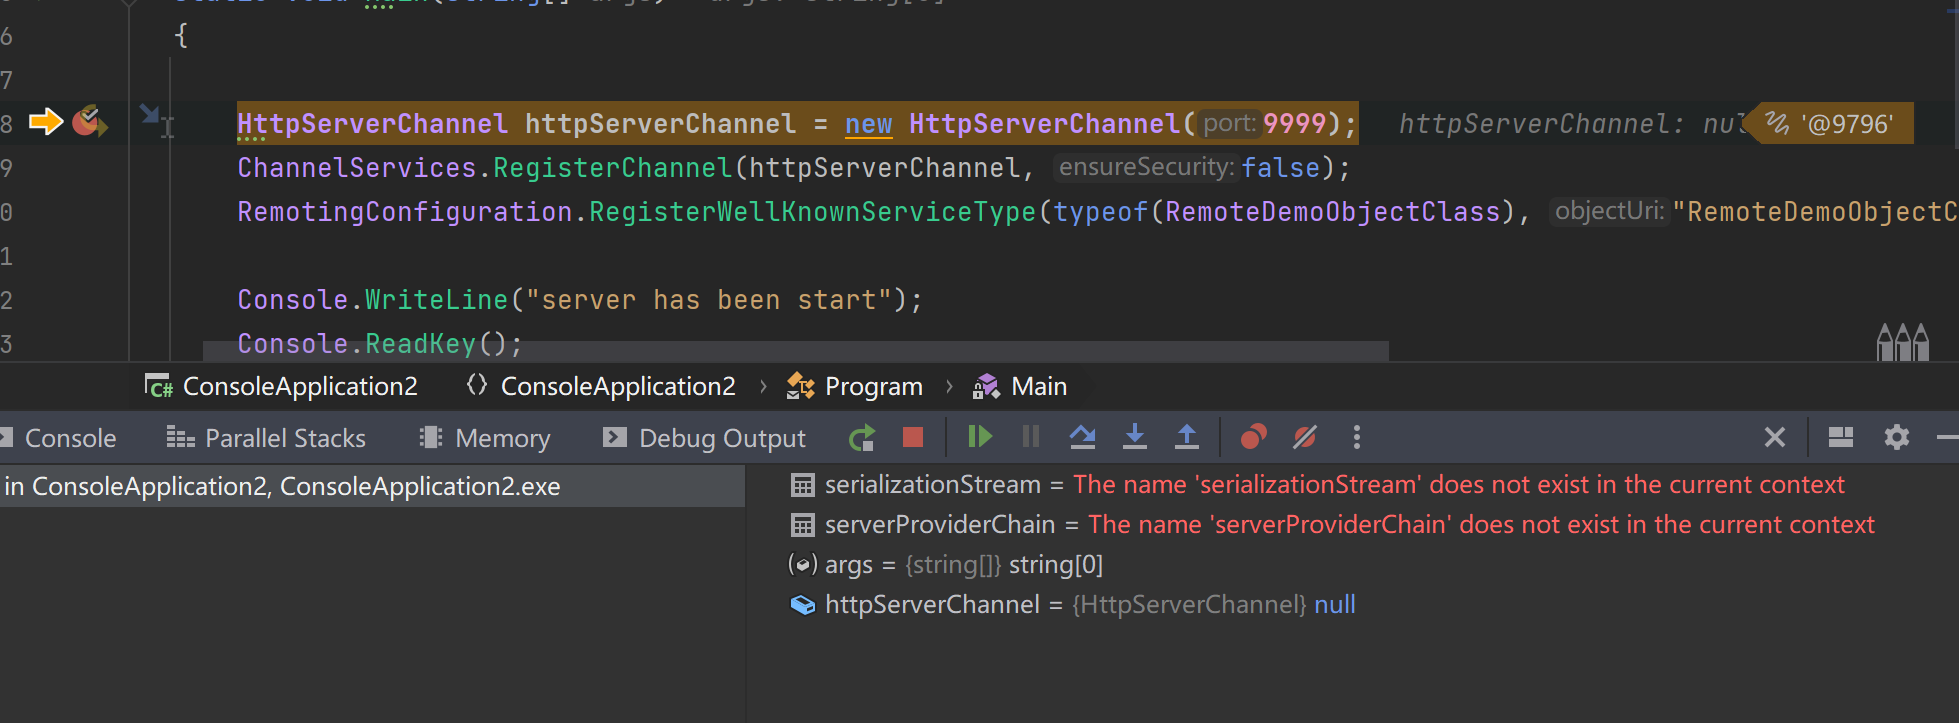 6
{
7
8 HttpServerChannel httpServerChannel = new HttpServerChannel( port: 9999); httpServerChannel: nul '@9796'
9 ChannelServices.RegisterChannel(httpServerChannel, ensureSecurity: false);
0 RemotingConfiguration.RegisterWellKnownServiceType(typeof(RemoteDemoObjectClass), objectUri: "RemoteDemoObjectC
1
2 Console.WriteLine("server has been start");
3 Console.ReadKey();
C# ConsoleApplication2 {} ConsoleApplication2 › Program › Main
Console Parallel Stacks Memory Debug Output
in ConsoleApplication2, ConsoleApplication2.exe
serializationStream = The name 'serializationStream' does not exist in the current context
serverProviderChain = The name 'serverProviderChain' does not exist in the current context
args = {string[]} string[0]
httpServerChannel = {HttpServerChannel} null